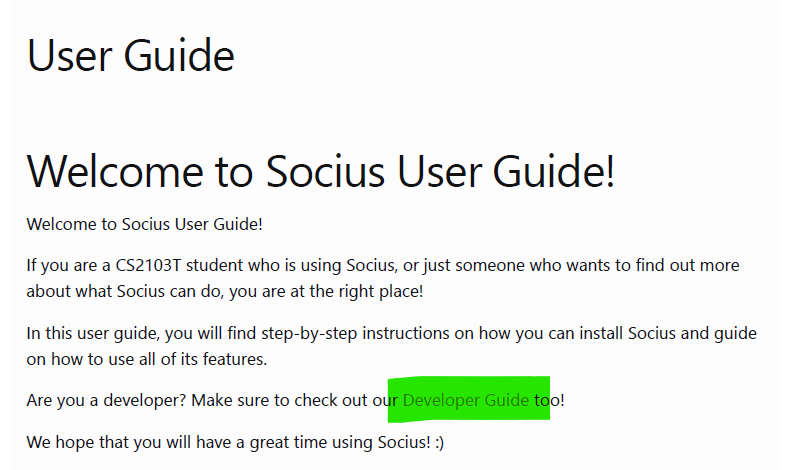 User Guide
Welcome to Socius User Guide!
Welcome to Socius User Guide!
If you are a CS2103T student who is using Socius, or just someone who wants to find out more
about what Socius can do, you are at the right place!
In this user guide, you will find step-by-step instructions on how you can install Socius and guide
on how to use all of its features.
Are you a developer? Make sure to check out our Developer Guide too!
We hope that you will have a great time using Socius! :)